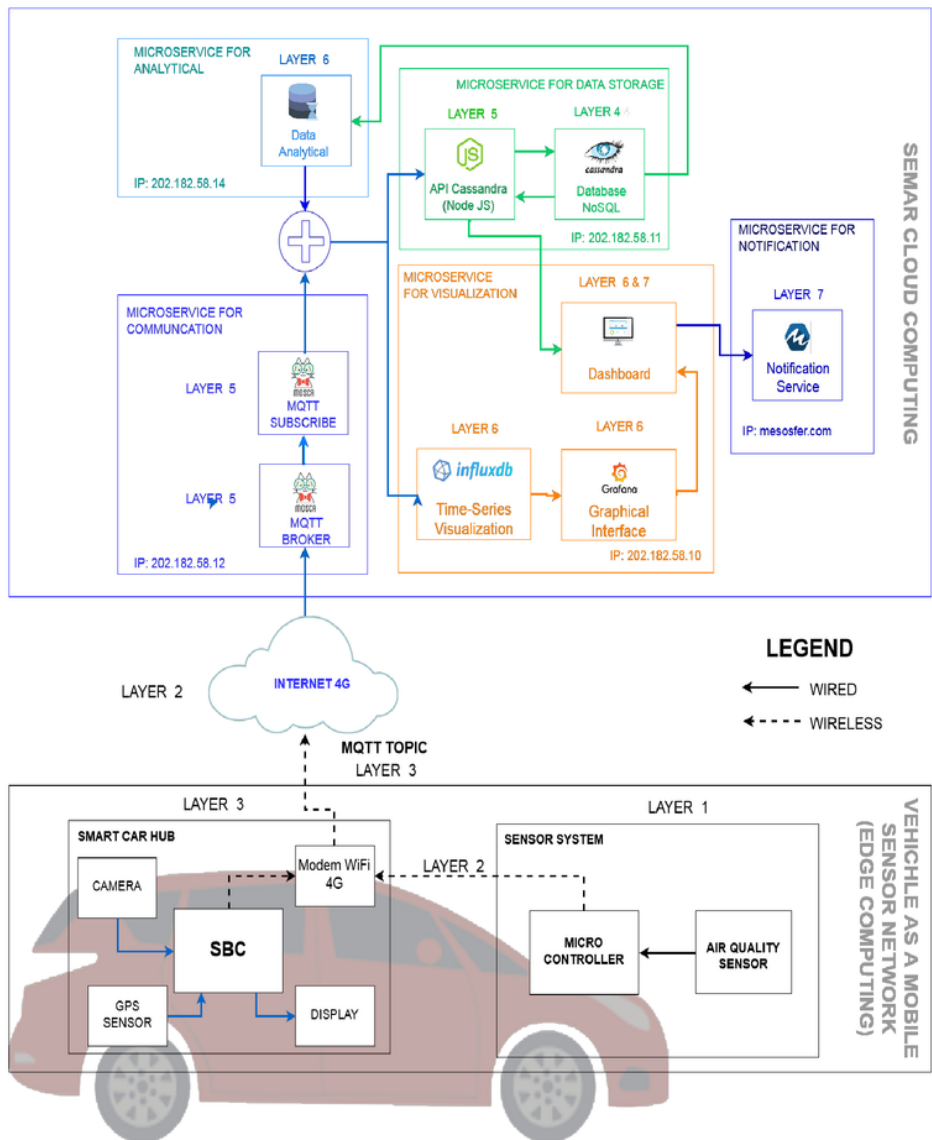 MICROSERVICE FOR
ANALYTICAL
LAYER 6
Data
Analytical
IP: 202.182.58.14
MICROSERVICE FOR DATA STORAGE
LAYER 5
LAYER 4
JS
API Cassandra
(Node JS)
cassandra
Database
NoSQL
IP: 202.182.58.11
MICROSERVICE FOR
NOTIFICATION
LAYER 7
Notification
Service
IP: mesosfer.com
MICROSERVICE
FOR VISUALIZATION
LAYER 6 & 7
Dashboard
LAYER 6
influxdb
Time-Series
Visualization
LAYER 6
Grafana
Graphical
Interface
IP: 202.182.58.10
MICROSERVICE FOR
COMMUNCATION
LAYER 5
MOSCA
MQTT
SUBSCRIBE
LAYER 5
MOSCA
MQTT
BROKER
IP: 202.182.58.12
SEMAR CLOUD COMPUTING
INTERNET 4G
LAYER 2
MQTT TOPIC
LAYER 3
LEGEND
WIRED
WIRELESS
LAYER 3
SMART CAR HUB
CAMERA
Modem WiFi
4G
SBC
GPS
SENSOR
DISPLAY
LAYER 2
LAYER 1
SENSOR SYSTEM
MICRO
CONTROLLER
AIR QUALITY
SENSOR
VEHICHLE AS A MOBILE
SENSOR NETWORK
(EDGE COMPUTING)